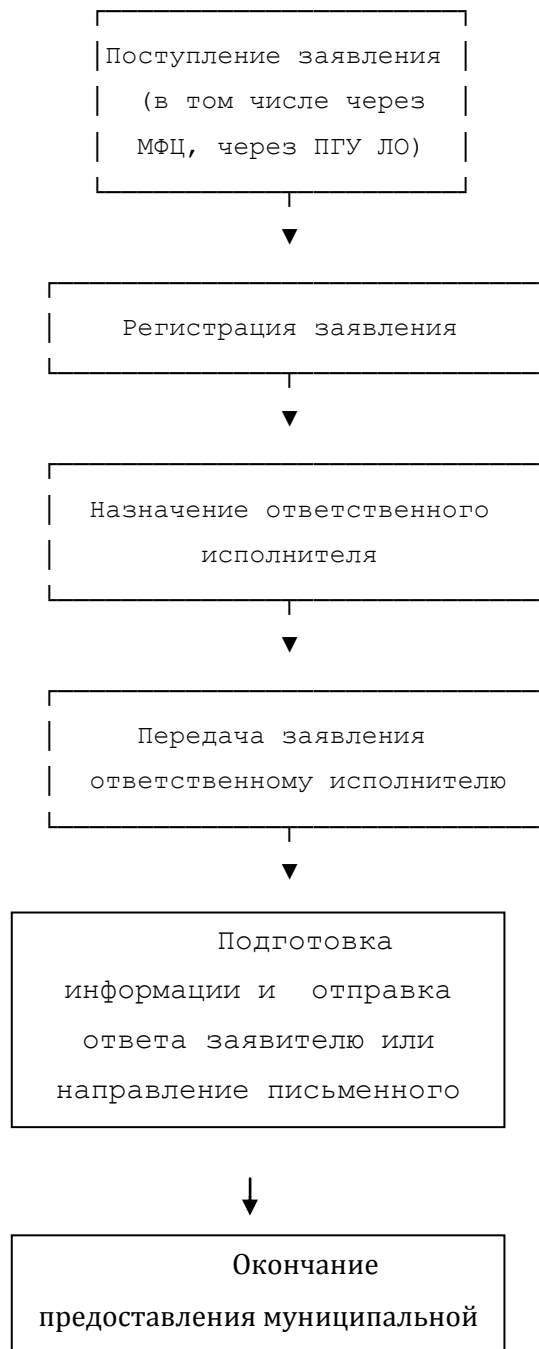 Поступление заявления
(в том числе через
МФЦ, через ПГУ ЛО)
Регистрация заявления
Назначение ответственного
исполнителя
Передача заявления
ответственному исполнителю
Подготовка
информации и отправка
ответа заявителю или
направление письменного
Окончание
предоставления муниципальной